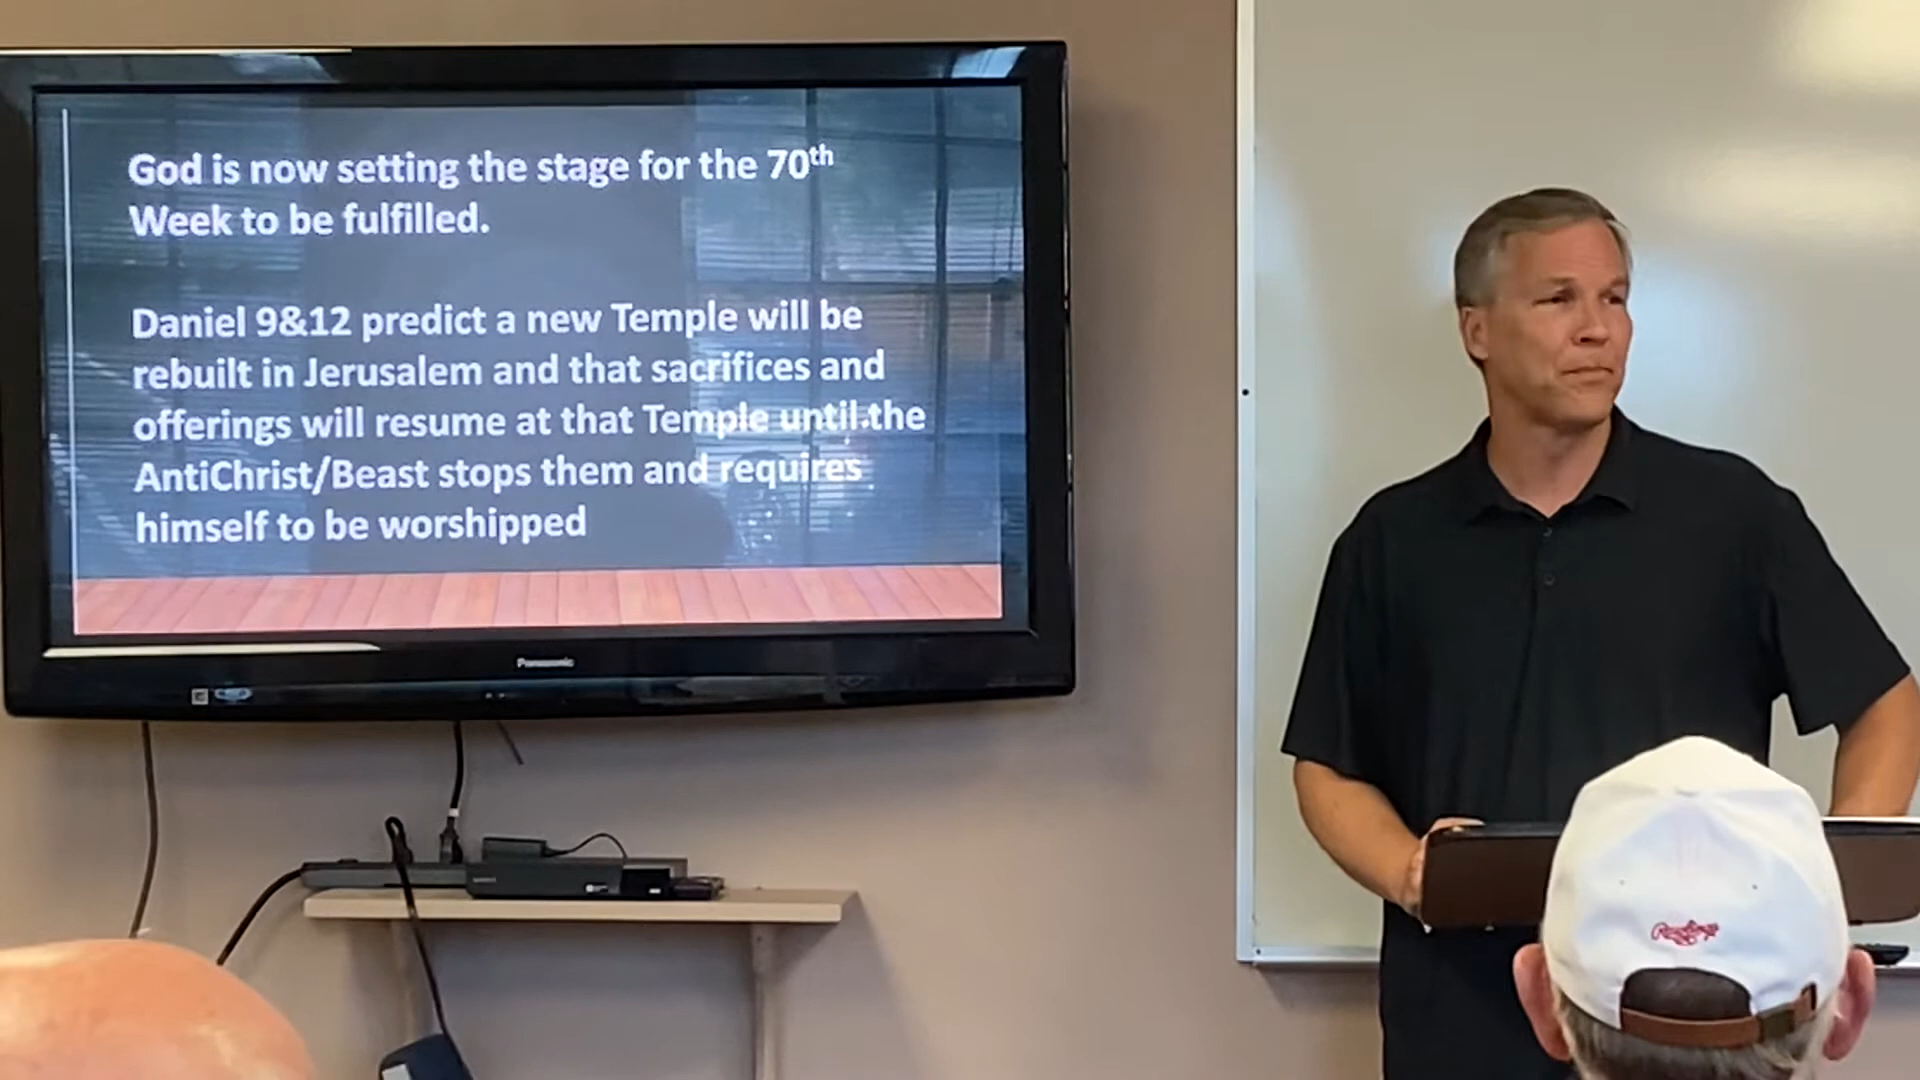 God is now setting the stage for the 70th
Week to be fulfilled.
Daniel 9&12 predict a new Temple will be
rebuilt in Jerusalem and that sacrifices and
offerings will resume at that Temple until the
AntiChrist/Beast stops them and requires
himself to be worshipped
Panasonic
Rawlings